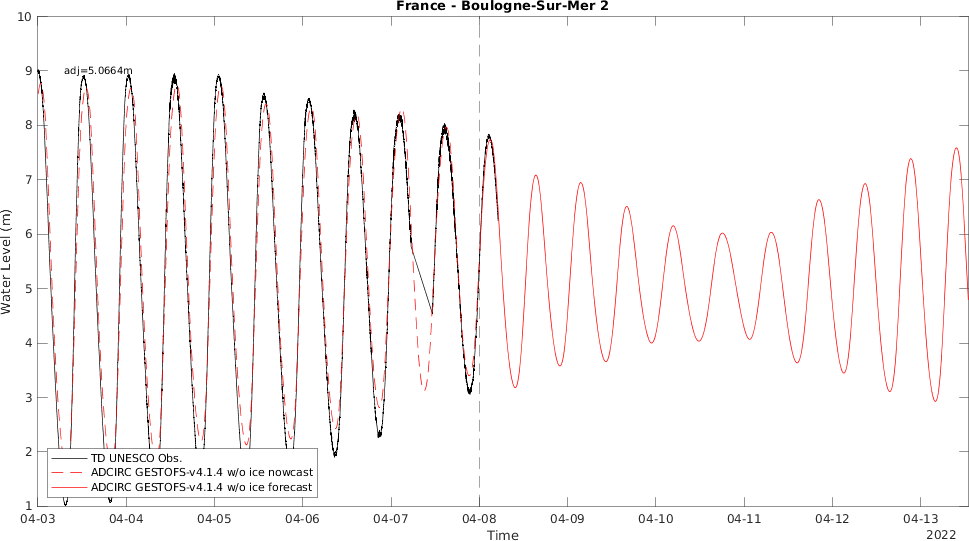 France - Boulogne-Sur-Mer 2
10
9
8
7
6
5
4
3
2
1
Water Level (m)
adj=5.0664m
TD UNESCO Obs.
ADCIRC GESTOFS-v4.1.4 w/o ice nowcast
ADCIRC GESTOFS-v4.1.4 w/o ice forecast
04-03 04-04 04-05 04-06 04-07 04-08 04-09 04-10 04-11 04-12 04-13
Time
2022